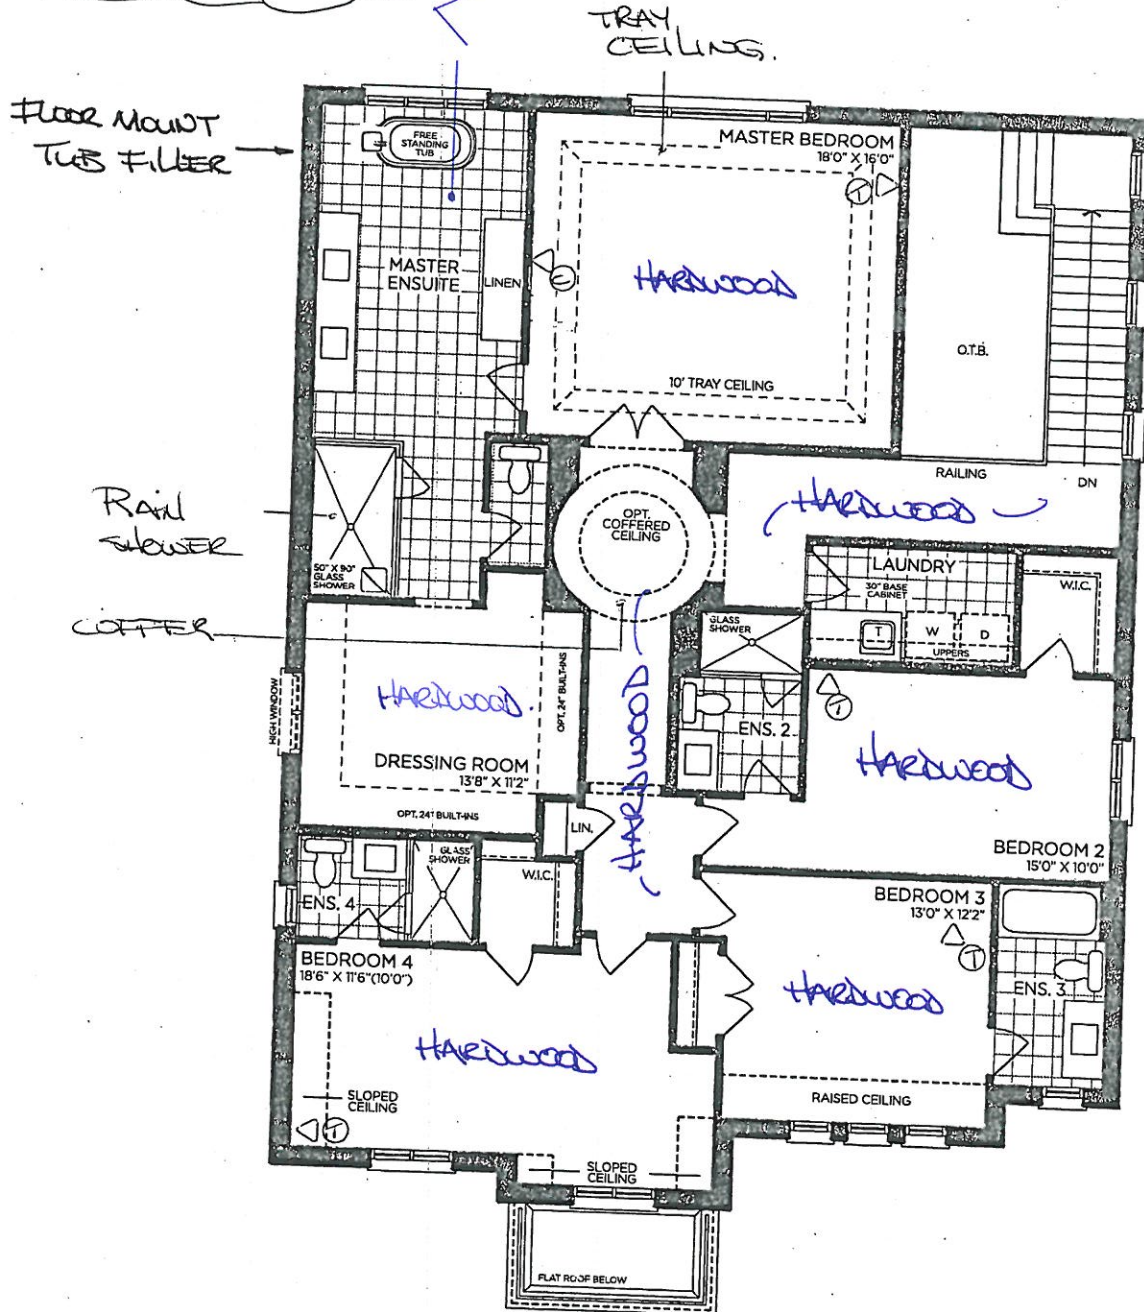 TRAY
CEILING.
FLOOR MOUNT
TUB FILLER
FREE
STANDING
TUB
MASTER BEDROOM
18'0" X 16'0"
T
MASTER
ENSUITE
LINEN
HARDWOOD
O.T.B.
10' TRAY CEILING
RAILING
DN
RAIN
SHOWER
OPT.
COFFERED
CEILING
HARDWOOD
50" X 90"
GLASS
SHOWER
LAUNDRY
30" BASE
CABINET
W.I.C.
COFFER
GLASS
SHOWER
T
W
D
UPPERS
HIGH WINDOW
HARDWOOD.
OPT. 24" BUILT-INS
HARDWOOD
ENS. 2
T
HARDWOOD
DRESSING ROOM
13'8" X 11'2"
OPT. 24" BUILT-INS
LIN.
BEDROOM 2
15'0" X 10'0"
GLASS
SHOWER
W.I.C.
ENS. 4
BEDROOM 3
13'0" X 12'2"
T
BEDROOM 4
18'6" X 11'6"(10'0")
HARDWOOD
ENS. 3
HARDWOOD
SLOPED
CEILING
T
RAISED CEILING
SLOPED
CEILING
FLAT ROOF BELOW